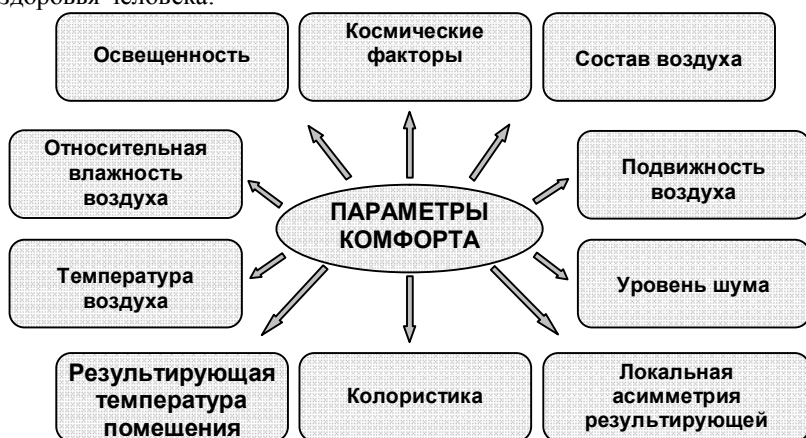 здоровья человека.
Освещенность
Космические
факторы
Состав воздуха
Относительная
влажность
воздуха
Подвижность
воздуха
ПАРАМЕТРЫ
КОМФОРТА
Температура
воздуха
Уровень шума
Результирующая
температура
помещения
Колористика
Локальная
асимметрия
результирующей